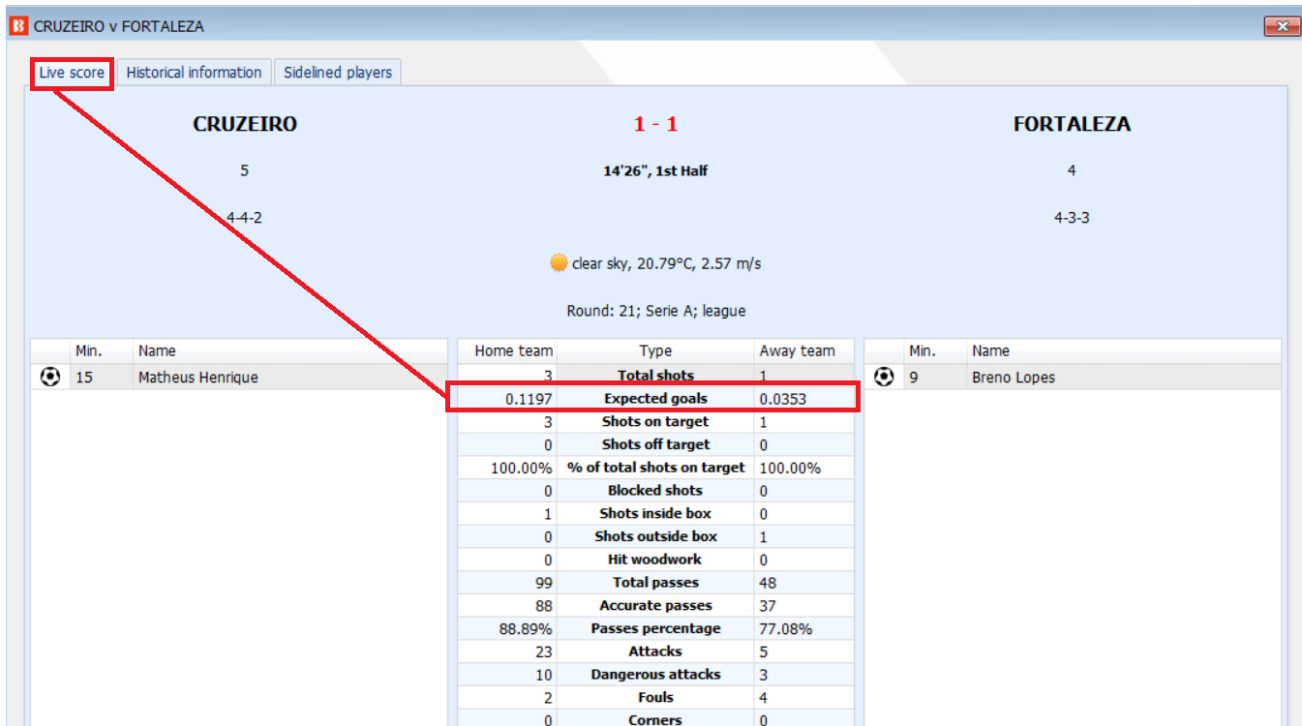 CRUZEIRO v FORTALEZA
Live score Historical information Sidelined players
CRUZEIRO 1 - 1 FORTALEZA
5 14'26", 1st Half 4
4-4-2 4-3-3
clear sky, 20.79°C, 2.57 m/s
Round: 21; Serie A; league
Min. Name Home team Type Away team Min. Name
15 Matheus Henrique 3 Total shots 1 9 Breno Lopes
0.1197 Expected goals 0.0353
3 Shots on target 1
0 Shots off target 0
100.00% % of total shots on target 100.00%
0 Blocked shots 0
1 Shots inside box 0
0 Shots outside box 1
0 Hit woodwork 0
99 Total passes 48
88 Accurate passes 37
88.89% Passes percentage 77.08%
23 Attacks 5
10 Dangerous attacks 3
2 Fouls 4
0 Corners 0